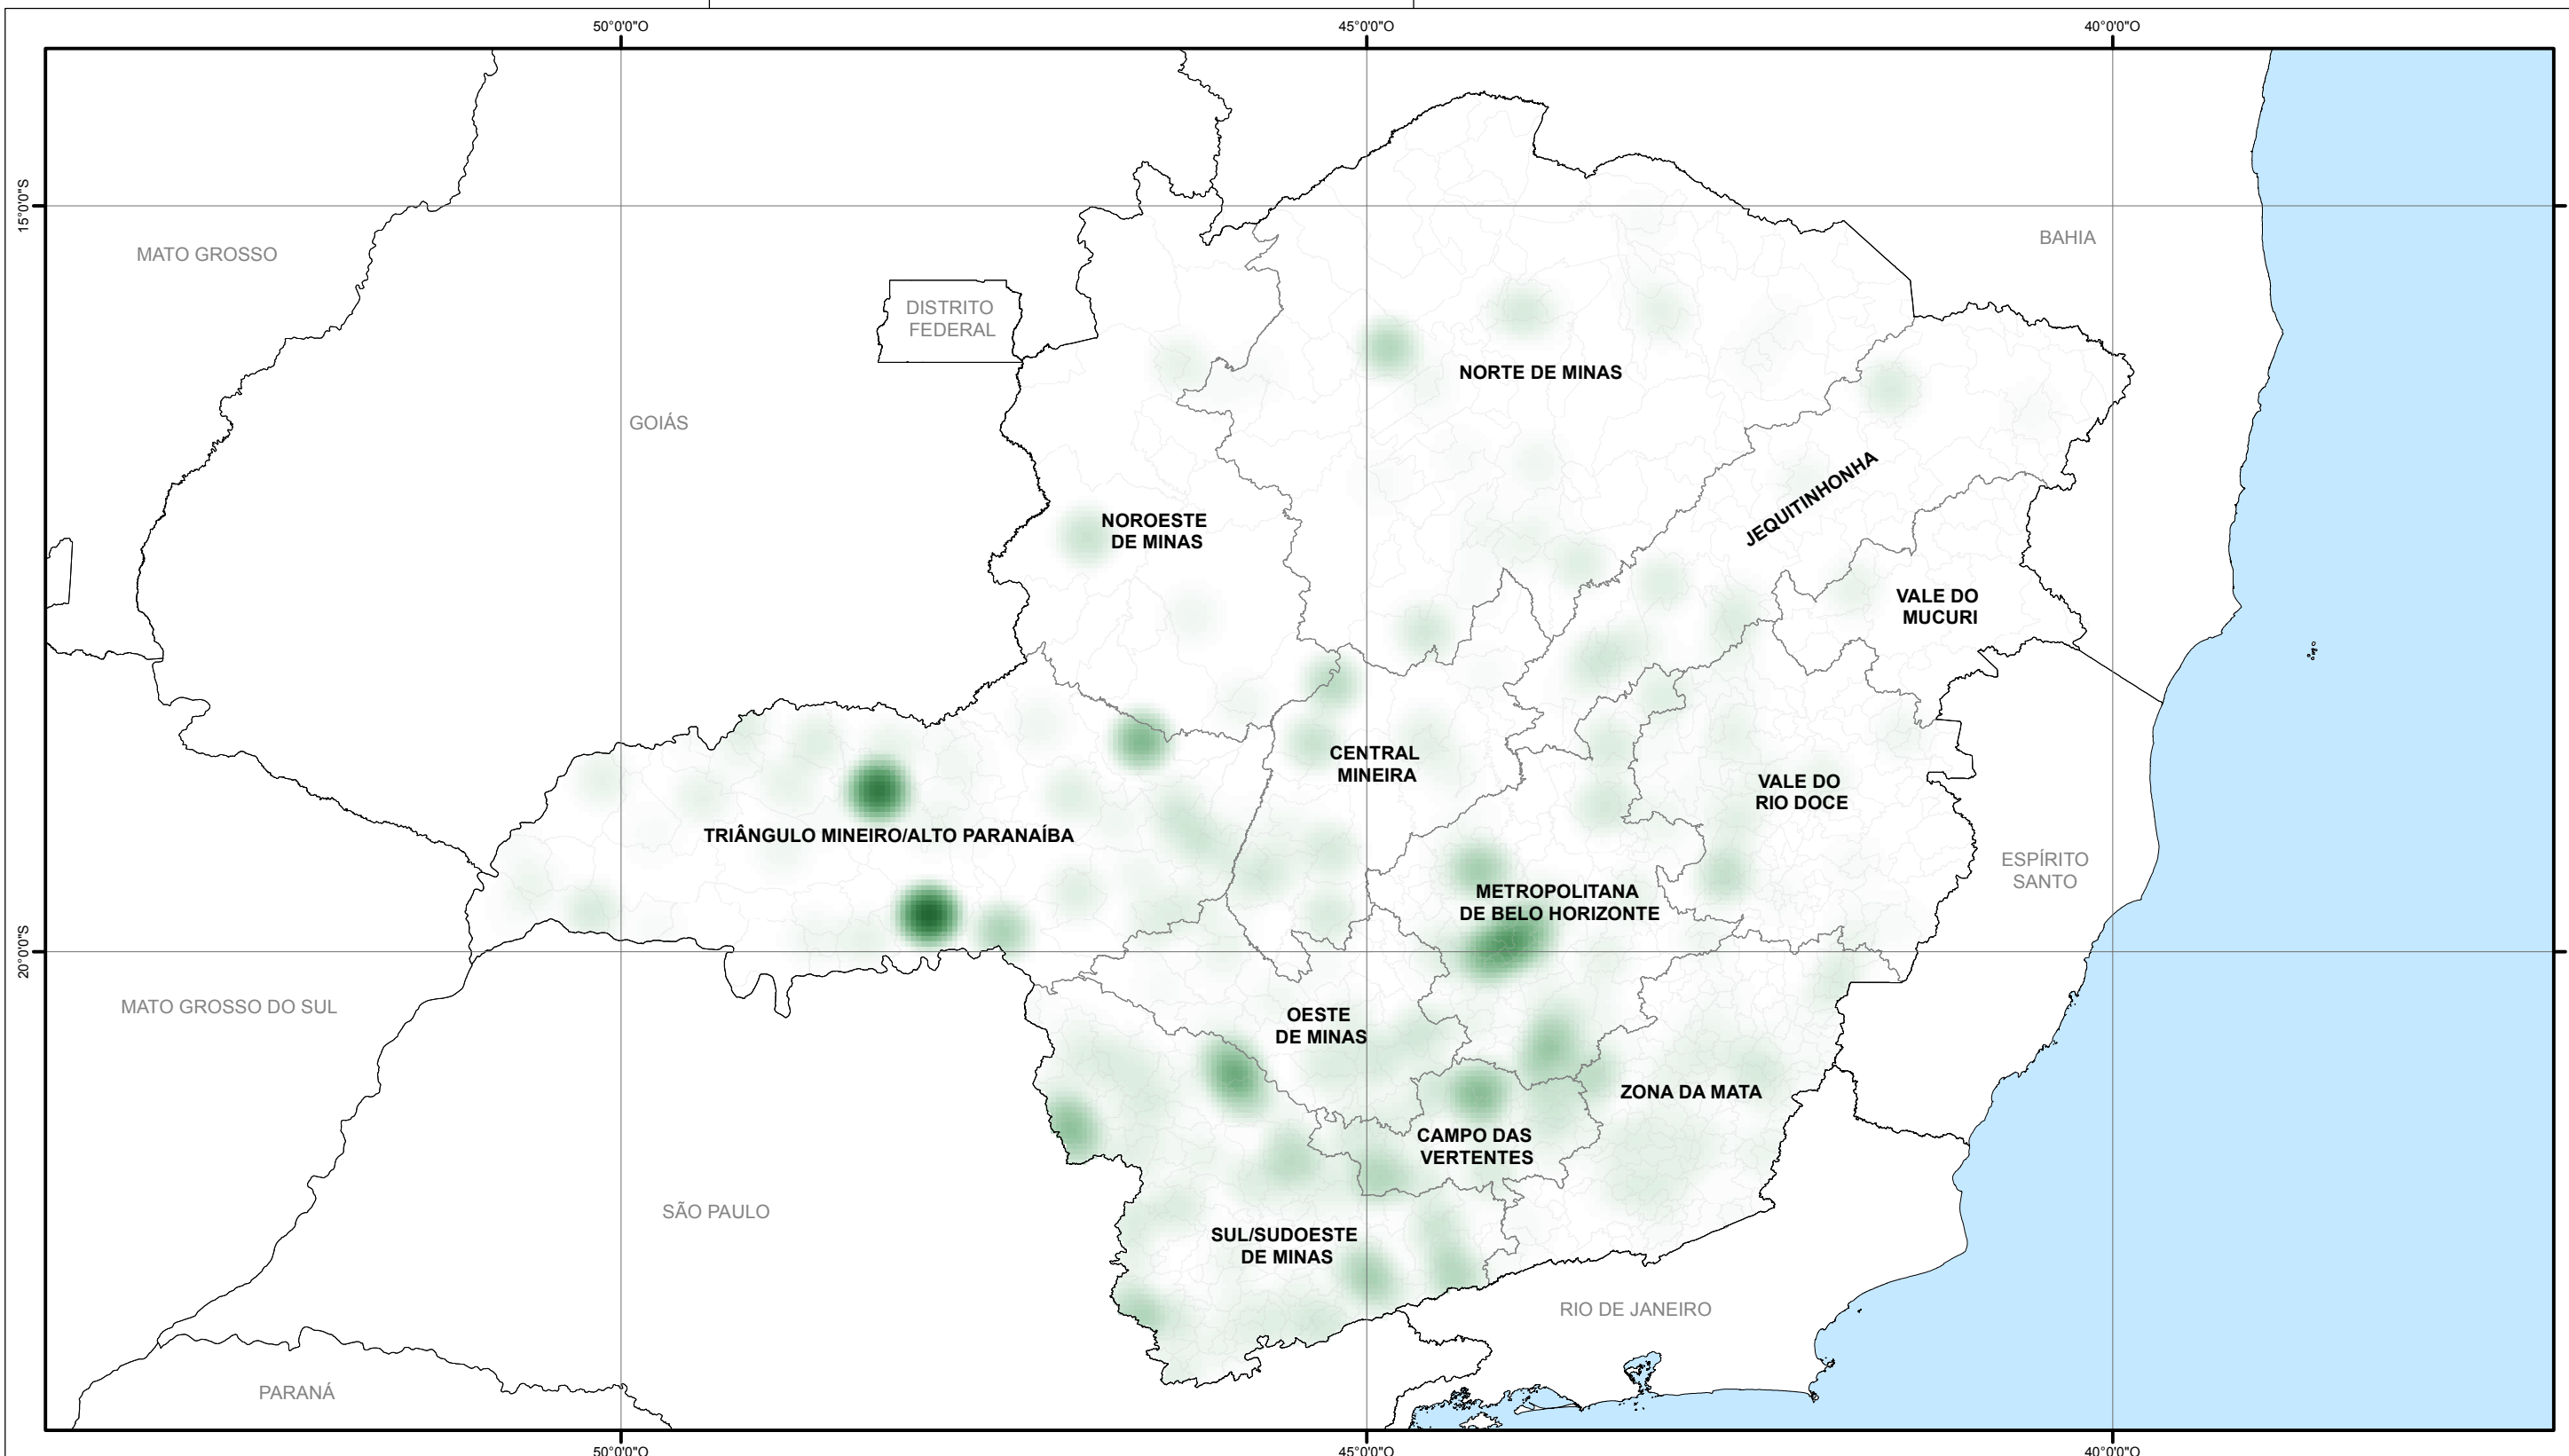 50°0'0"O
45°0'0"O
40°0'0"O
15°0'0"S
MATO GROSSO
BAHIA
DISTRITO
FEDERAL
NORTE DE MINAS
GOIÁS
JEQUITINHONHA
NOROESTE
DE MINAS
VALE DO
MUCURI
CENTRAL
MINEIRA
VALE DO
RIO DOCE
TRIÂNGULO MINEIRO/ALTO PARANAÍBA
ESPÍRITO
SANTO
METROPOLITANA
DE BELO HORIZONTE
20°0'0"S
MATO GROSSO DO SUL
OESTE
DE MINAS
ZONA DA MATA
CAMPO DAS
VERTENTES
SÃO PAULO
SUL/SUDOESTE
DE MINAS
RIO DE JANEIRO
PARANÁ
50°0'0"O
45°0'0"O
40°0'0"O